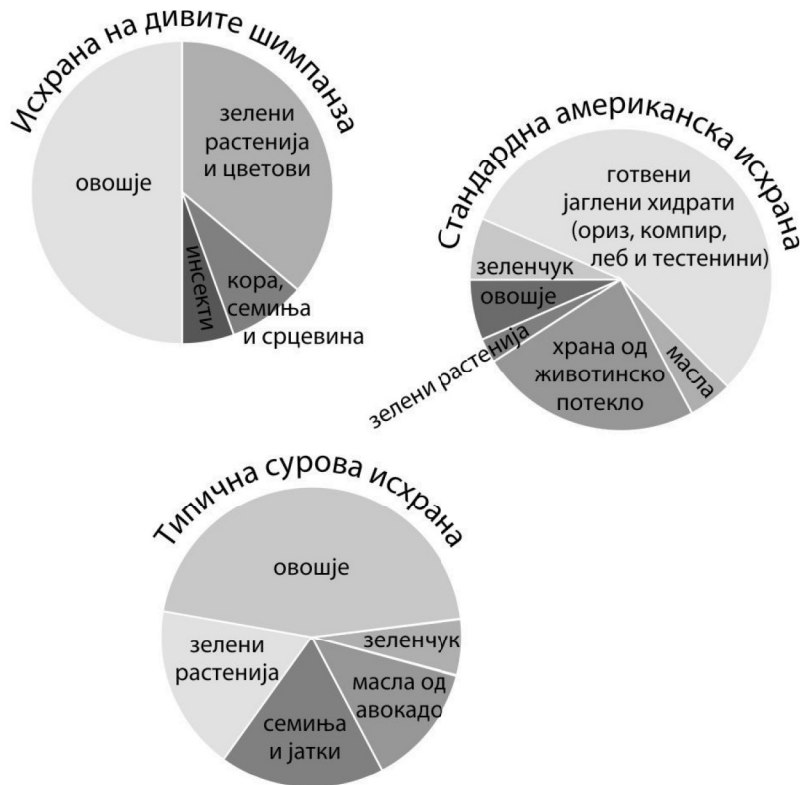 Исхрана на дивите шимпанза
овошје
зелени
растенија
и цветови
инсекти
кора,
семиња
и срцевина
Стандардна американска исхрана
готвени
јаглени хидрати
(ориз, компир,
леб и тестенини)
зеленчук
овошје
зелени растенија
храна од
животинско
потекло
масла
Типична сурова исхрана
овошје
зелени
растенија
зеленчук
масла од
авокадо
семиња
и јатки